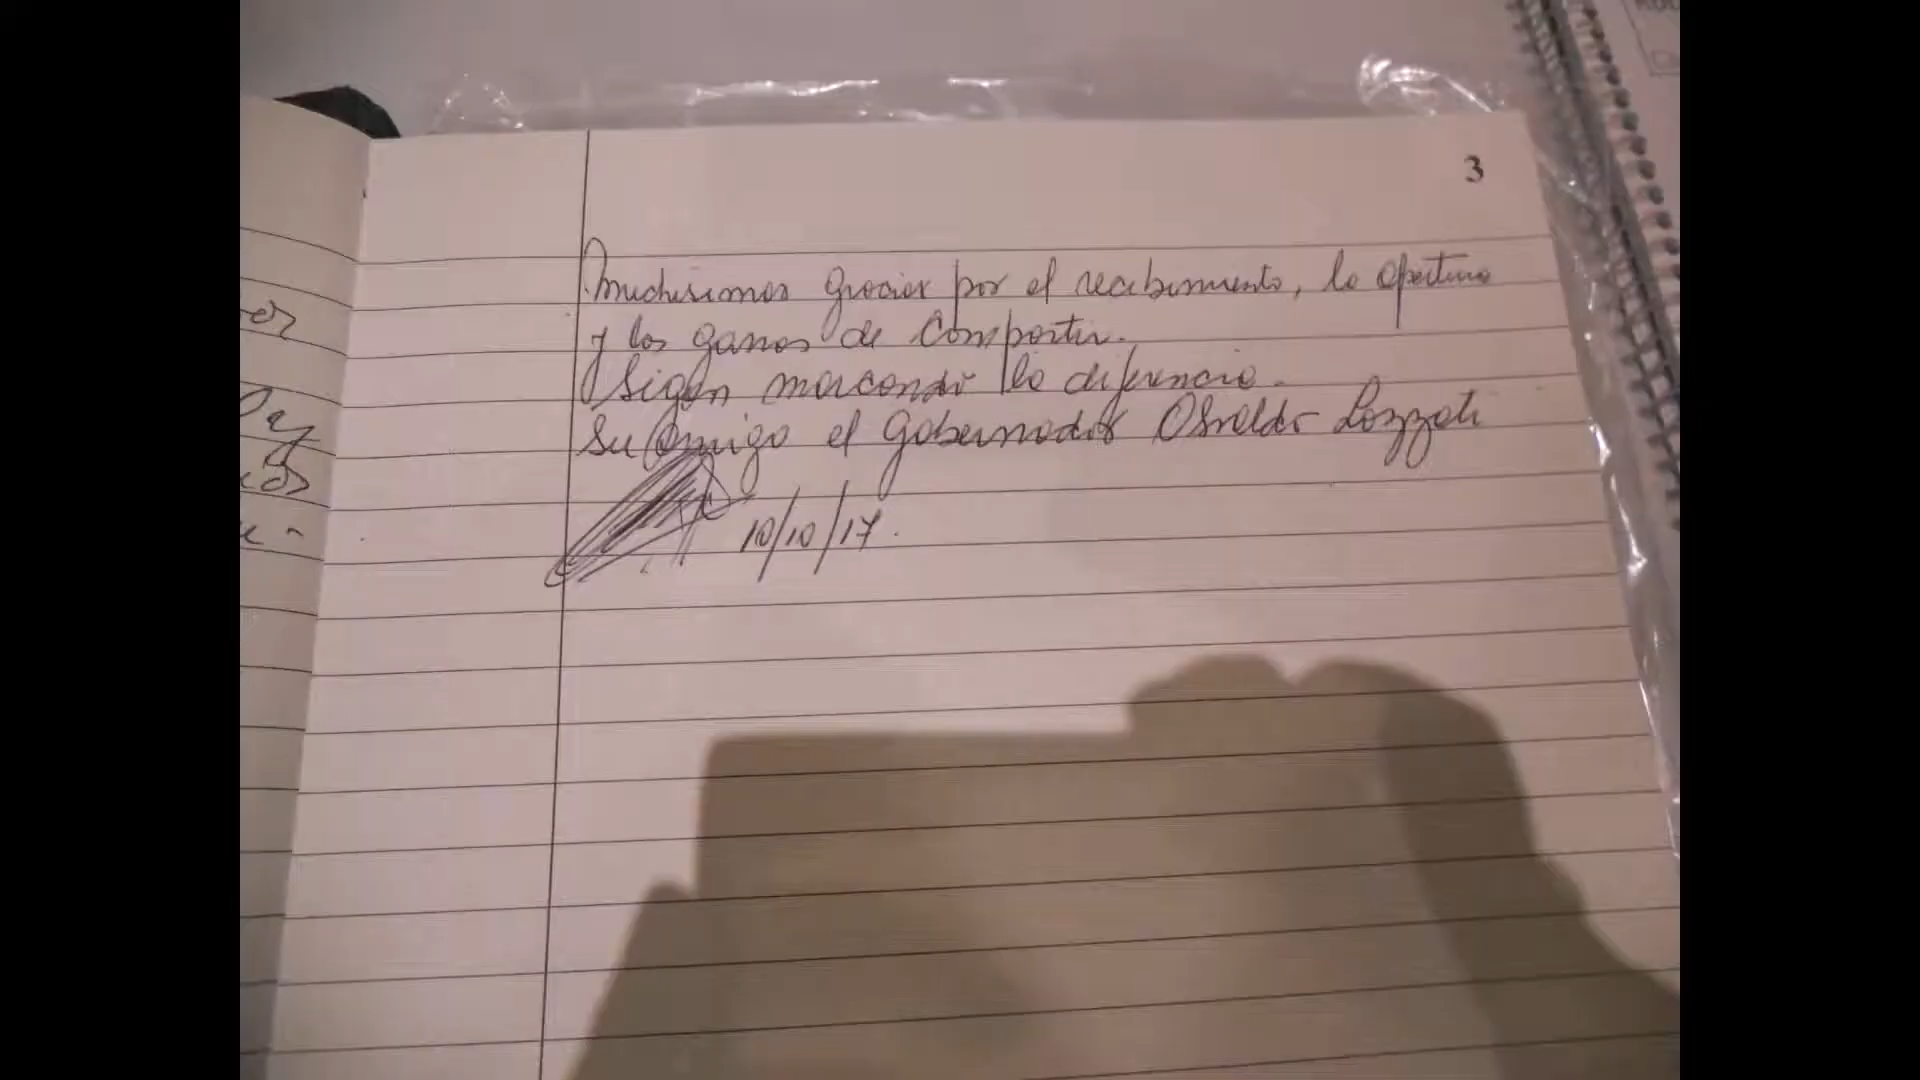 3
Muchisimas gracias por el recibimiento, la apertura
y las ganas de compartir.
Sigan marcando la diferencia.
Su amigo el Gobernador Osvaldo Lozzati
10/10/17.